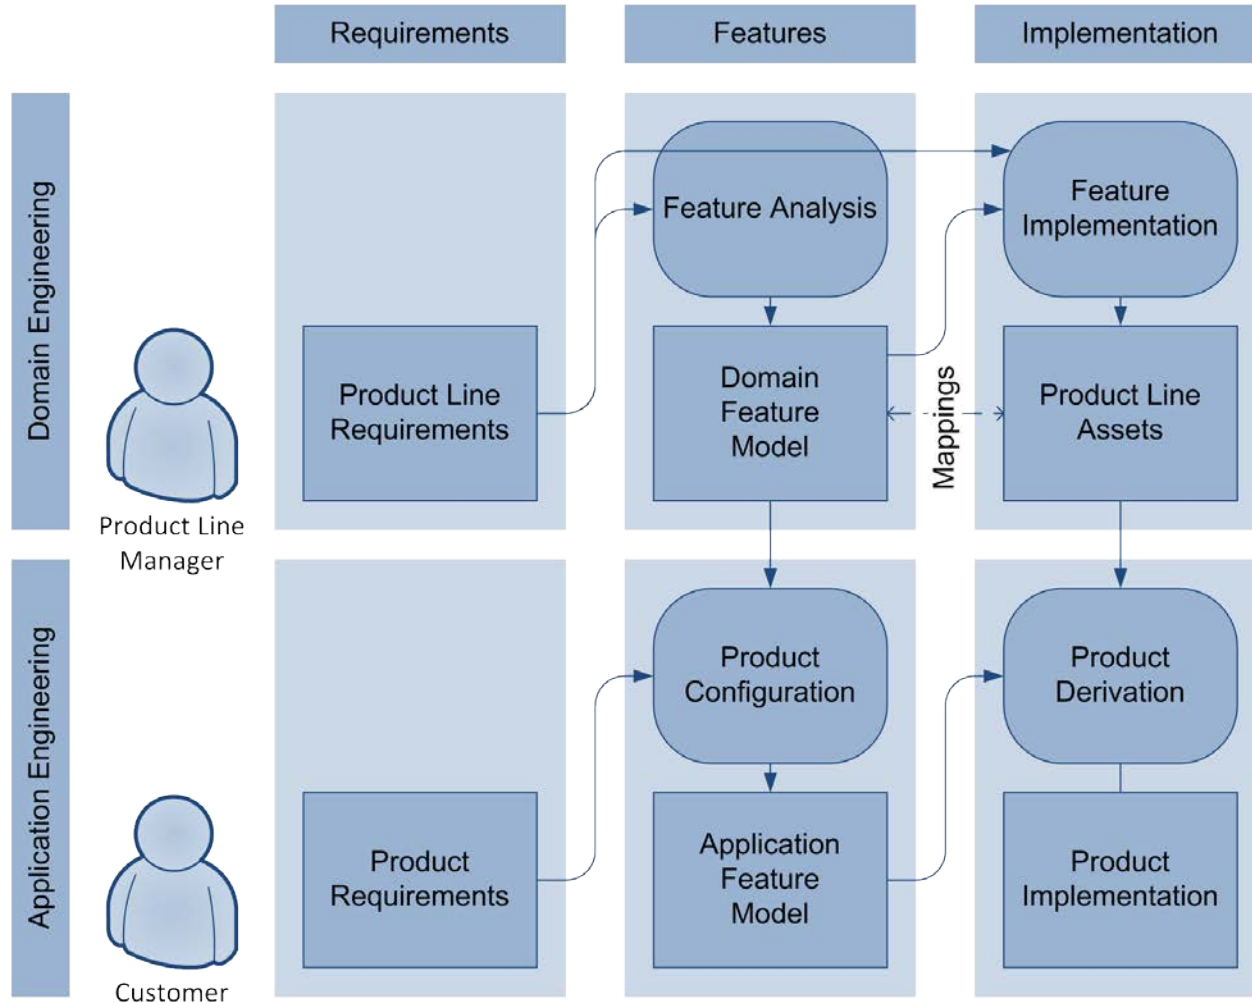 Requirements
Features
Implementation
Domain Engineering
Feature Analysis
Feature
Implementation
Product Line
Requirements
Domain
Feature
Model
Mappings
Product Line
Assets
Product Line
Manager
Application Engineering
Product
Configuration
Product
Derivation
Product
Requirements
Application
Feature
Model
Product
Implementation
Customer